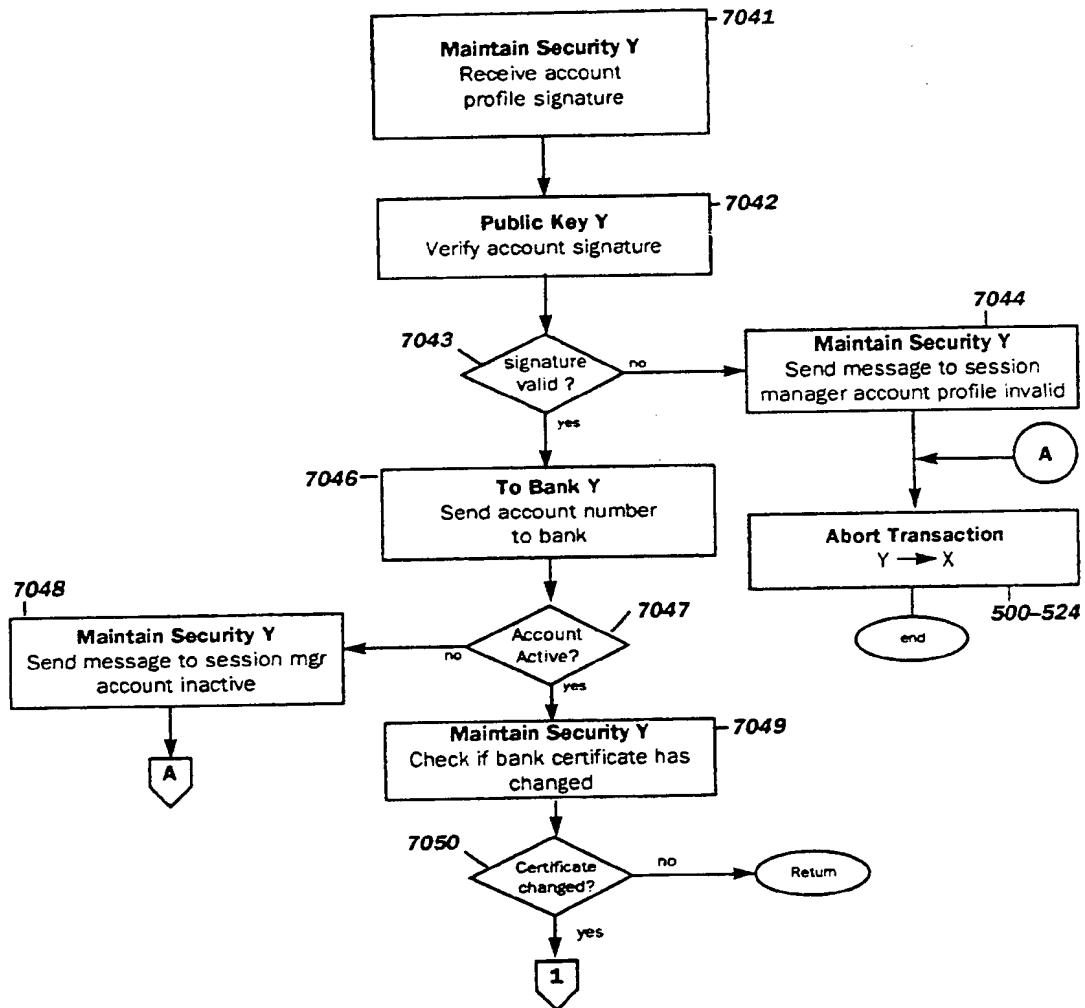 7041
Maintain Security Y
Receive account
profile signature
7042
Public Key Y
Verify account signature
7043
signature
valid ?
no
yes
7044
Maintain Security Y
Send message to session
manager account profile invalid
A
Abort Transaction
Y → X
500–524
end
7046
To Bank Y
Send account number
to bank
7047
Account
Active?
no
yes
7048
Maintain Security Y
Send message to session mgr
account inactive
A
7049
Maintain Security Y
Check if bank certificate has
changed
7050
Certificate
changed?
no
Return
yes
1